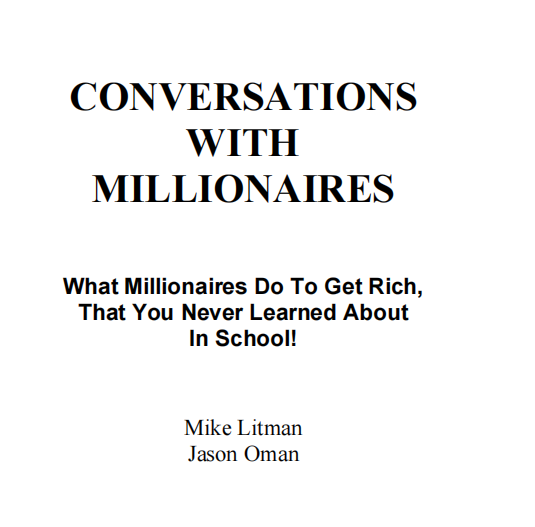 CONVERSATIONS
WITH
MILLIONAIRES
What Millionaires Do To Get Rich,
That You Never Learned About
In School!
Mike Litman
Jason Oman